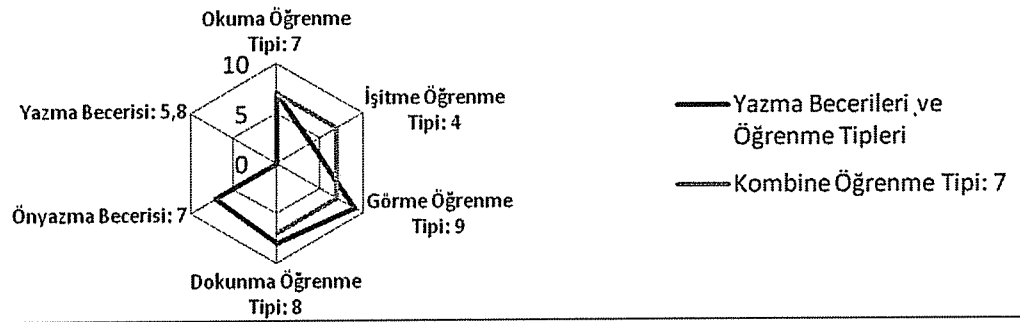 Okuma Öğrenme
Tipi: 7
10
5
0
İşitme Öğrenme
Tipi: 4
Görme Öğrenme
Tipi: 9
Dokunma Öğrenme
Tipi: 8
Önyazma Becerisi: 7
Yazma Becerisi: 5,8
Yazma Becerileri ve
Öğrenme Tipleri
Kombine Öğrenme Tipi: 7